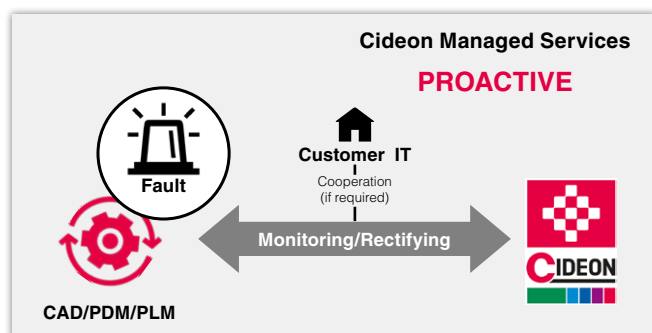 Cideon Managed Services
PROACTIVE
Fault
Customer IT
Cooperation
(if required)
Monitoring/Rectifying
CIDEON
CAD/PDM/PLM